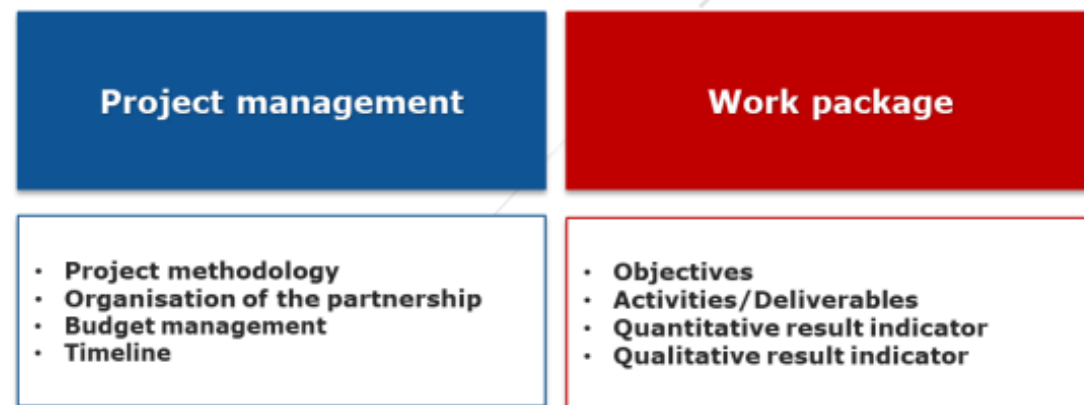 Project management
Work package
• Project methodology
• Organisation of the partnership
• Budget management
• Timeline
• Objectives
• Activities/Deliverables
• Quantitative result indicator
• Qualitative result indicator